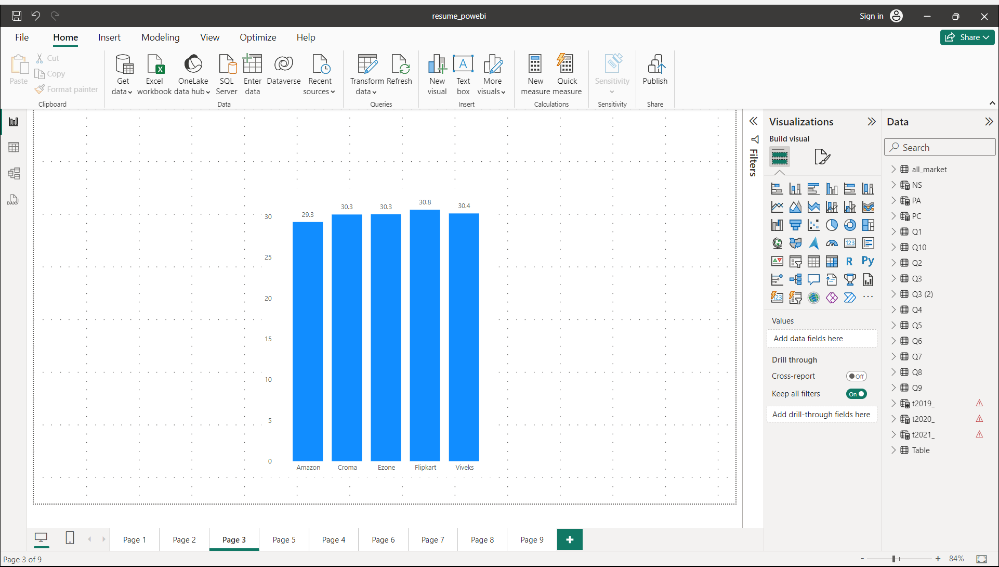 resume_powebi
Sign in
File Home Insert Modeling View Optimize Help
Share
Paste
Cut
Copy
Format painter
Clipboard
Get data
Excel workbook
OneLake data hub
SQL Server
Enter data
Dataverse
Recent sources
Data
Transform data
Refresh
Queries
New visual
Text box
More visuals
Insert
New measure
Quick measure
Calculations
Sensitivity
Sensitivity
Publish
Share
DAX
30
25
20
15
10
5
0
29.3
30.3
30.3
30.8
30.4
Amazon
Croma
Ezone
Flipkart
Viveks
Filters
Visualizations
Build visual
123
R
Py
123
Values
Add data fields here
Drill through
Cross-report
Off
Keep all filters
On
Add drill-through fields here
Data
Search
all_market
NS
PA
PC
Q1
Q10
Q2
Q3
Q3 (2)
Q4
Q5
Q6
Q7
Q8
Q9
t2019_
t2020_
t2021_
Table
Page 1
Page 2
Page 3
Page 5
Page 4
Page 6
Page 7
Page 8
Page 9
Page 3 of 9
84%